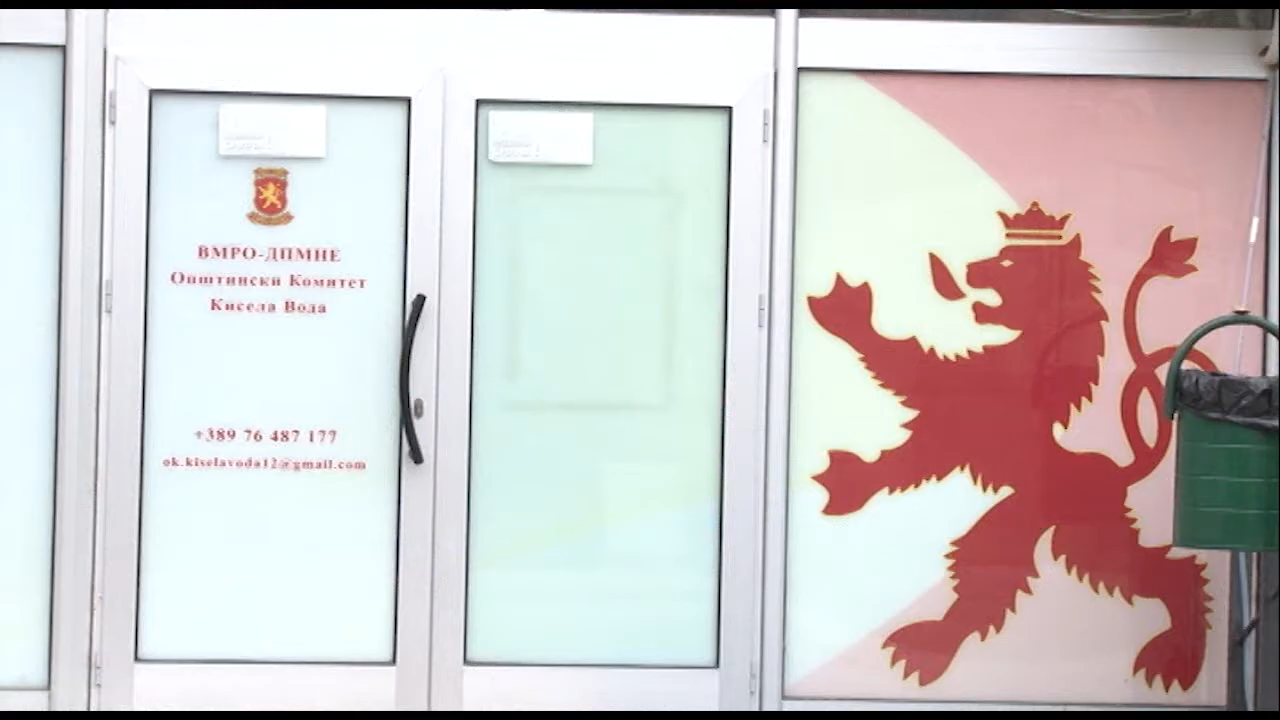 ВМРО-ДПМНЕ
Општински Комитет
Кисела Вода
+389 76 487 177
ok.kiselavoda12@gmail.com